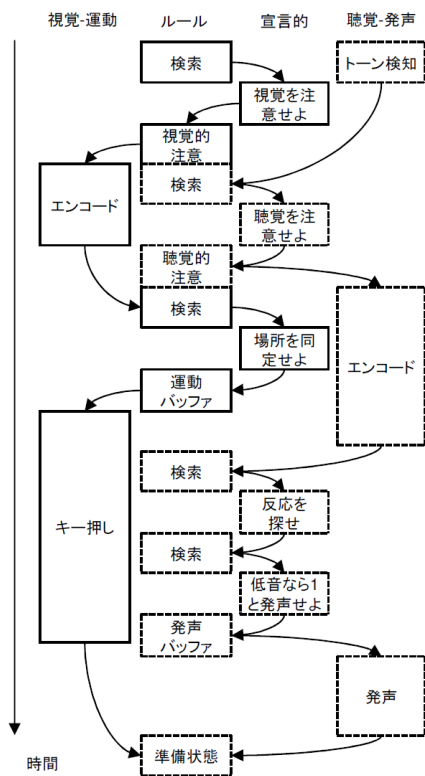 視覚-運動
ルール
宣言的
聴覚-発声
検索
トーン検知
視覚を注
意せよ
視覚的
注意
検索
エンコード
聴覚を注
意せよ
聴覚的
注意
検索
場所を同
定せよ
エンコード
運動
バッファ
検索
反応を
探せ
キー押し
検索
低音なら1
と発声せよ
発声
バッファ
発声
準備状態
時間